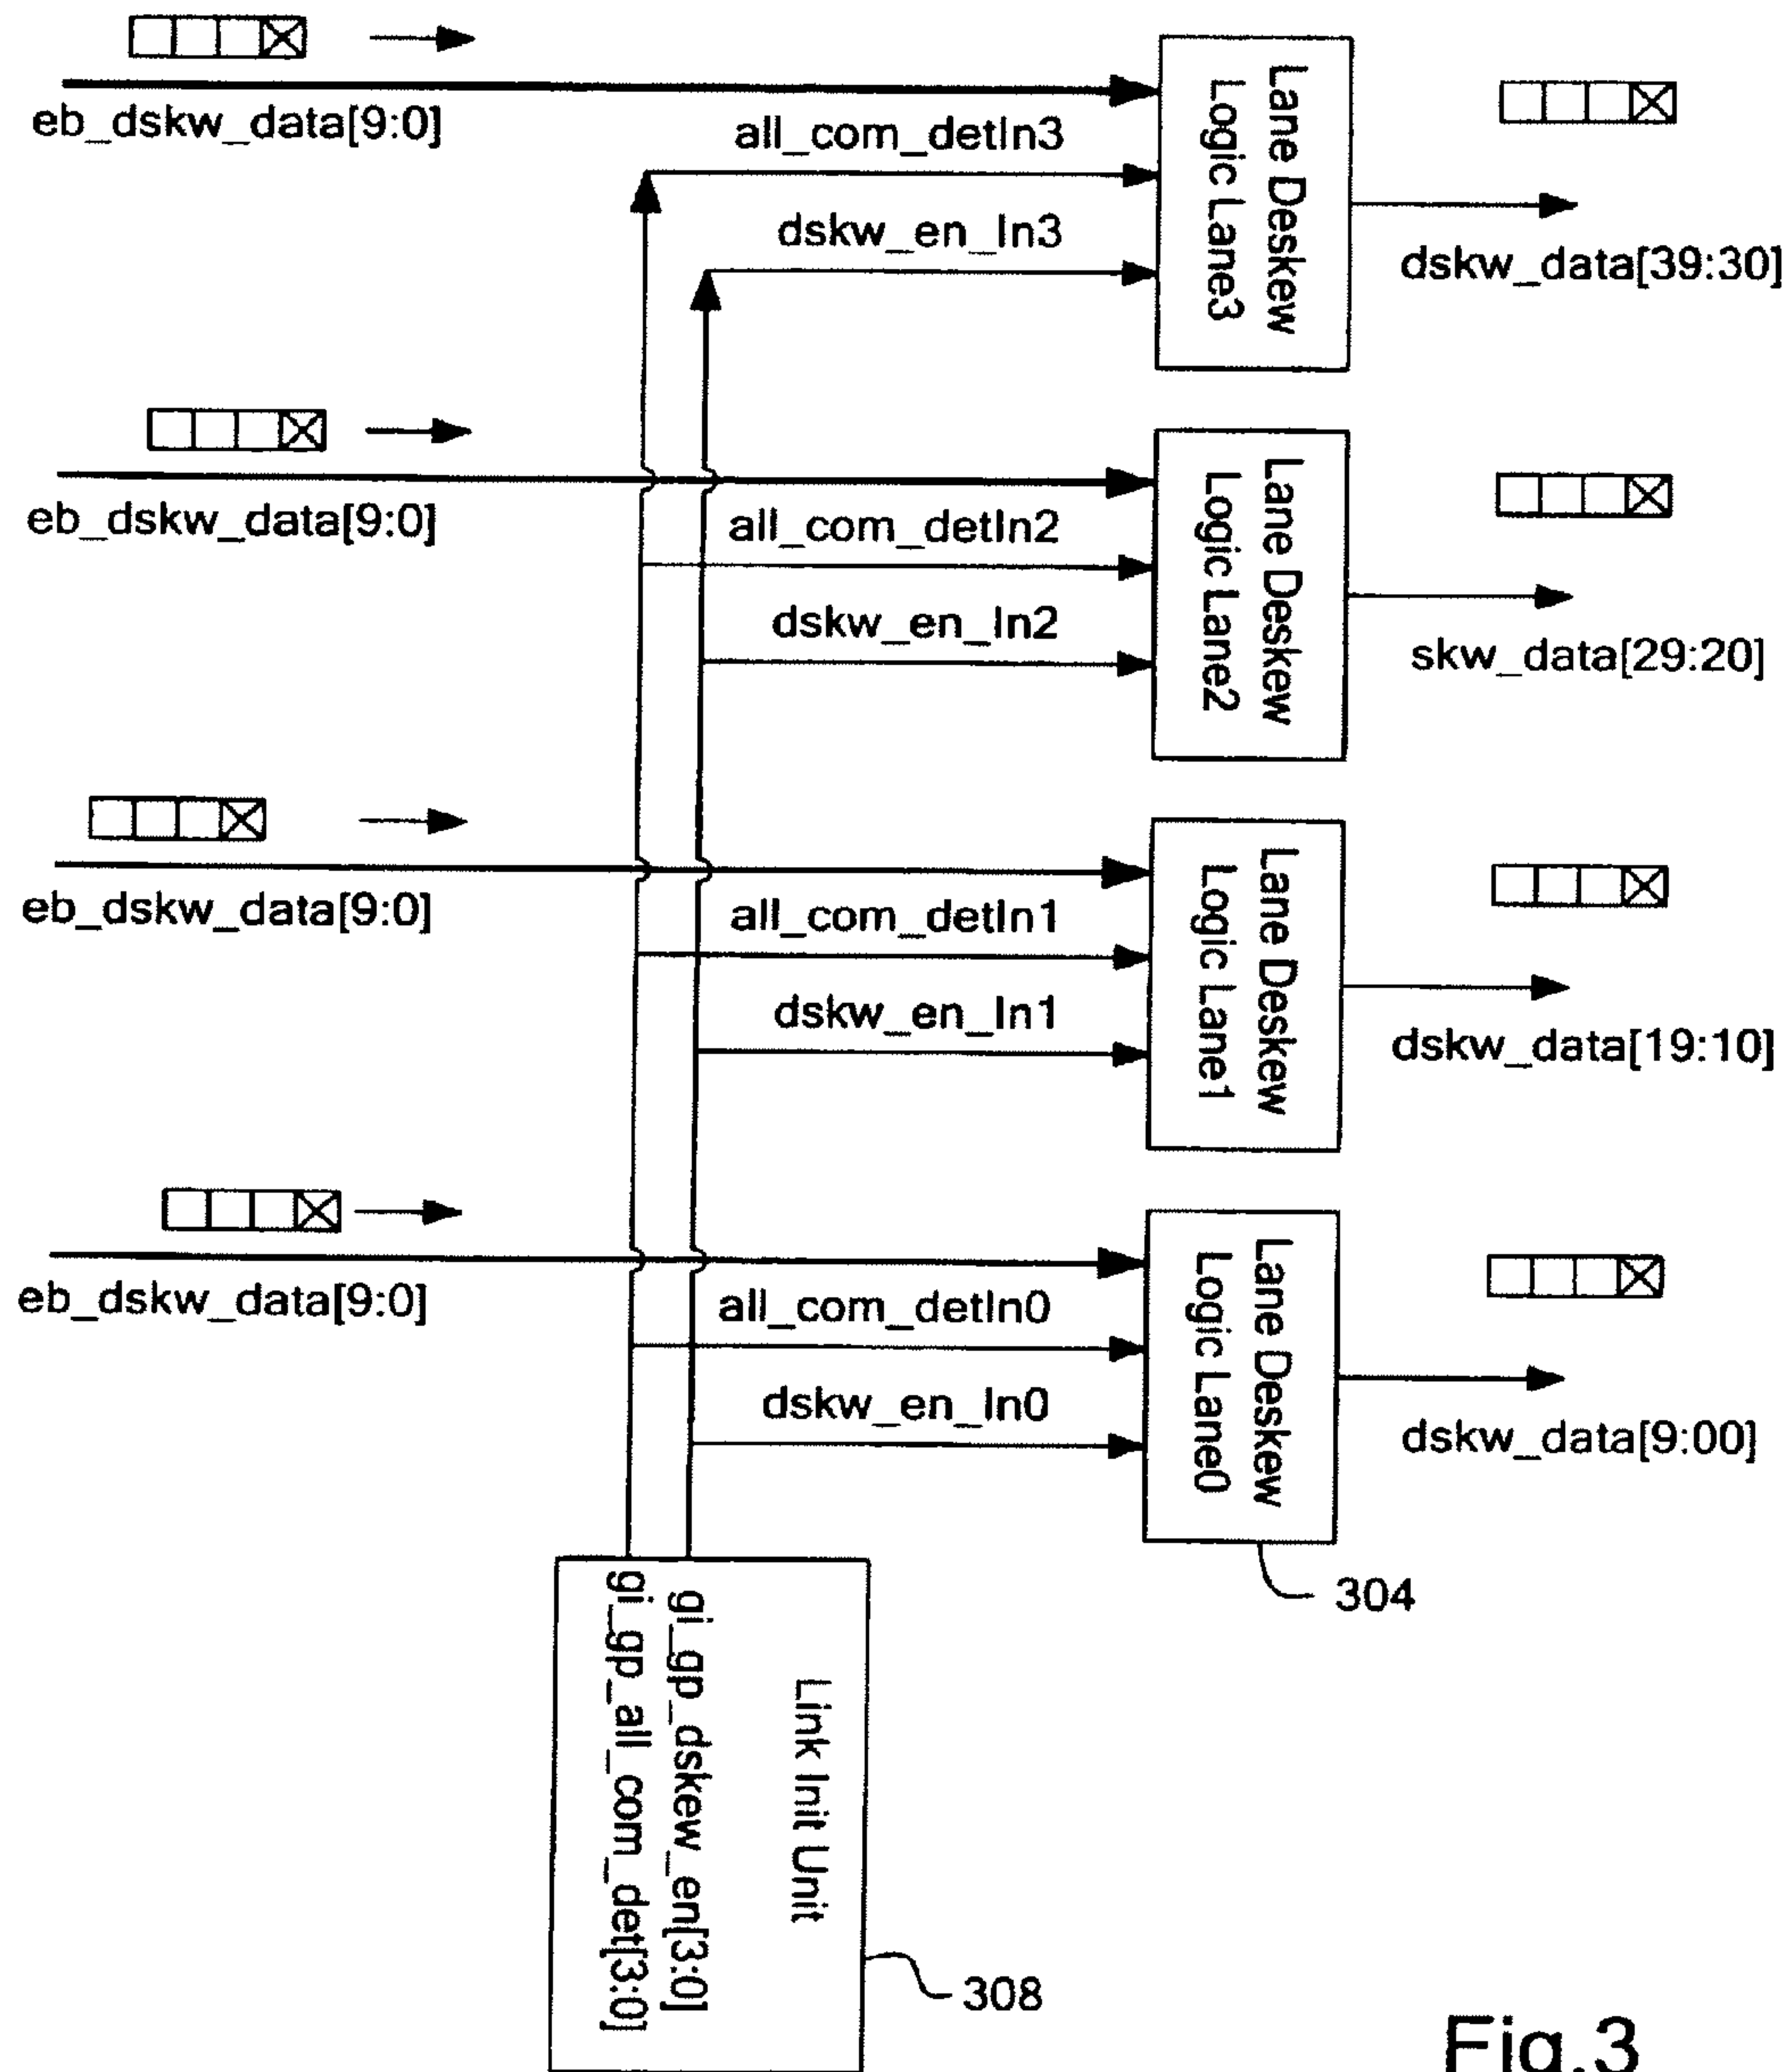 eb_dskw_data[9:0]
all_com_detln3
dskw_en_ln3
Lane Deskew
Logic Lane3
dskw_data[39:30]
eb_dskw_data[9:0]
all_com_detln2
dskw_en_ln2
Lane Deskew
Logic Lane2
skw_data[29:20]
eb_dskw_data[9:0]
all_com_detln1
dskw_en_ln1
Lane Deskew
Logic Lane1
dskw_data[19:10]
eb_dskw_data[9:0]
all_com_detln0
dskw_en_ln0
Lane Deskew
Logic Lane0
dskw_data[9:00]
304
Link Init Unit
gi_gp_dskew_en[3:0]
gi_gp_all_com_det[3:0]
308
Fig.3